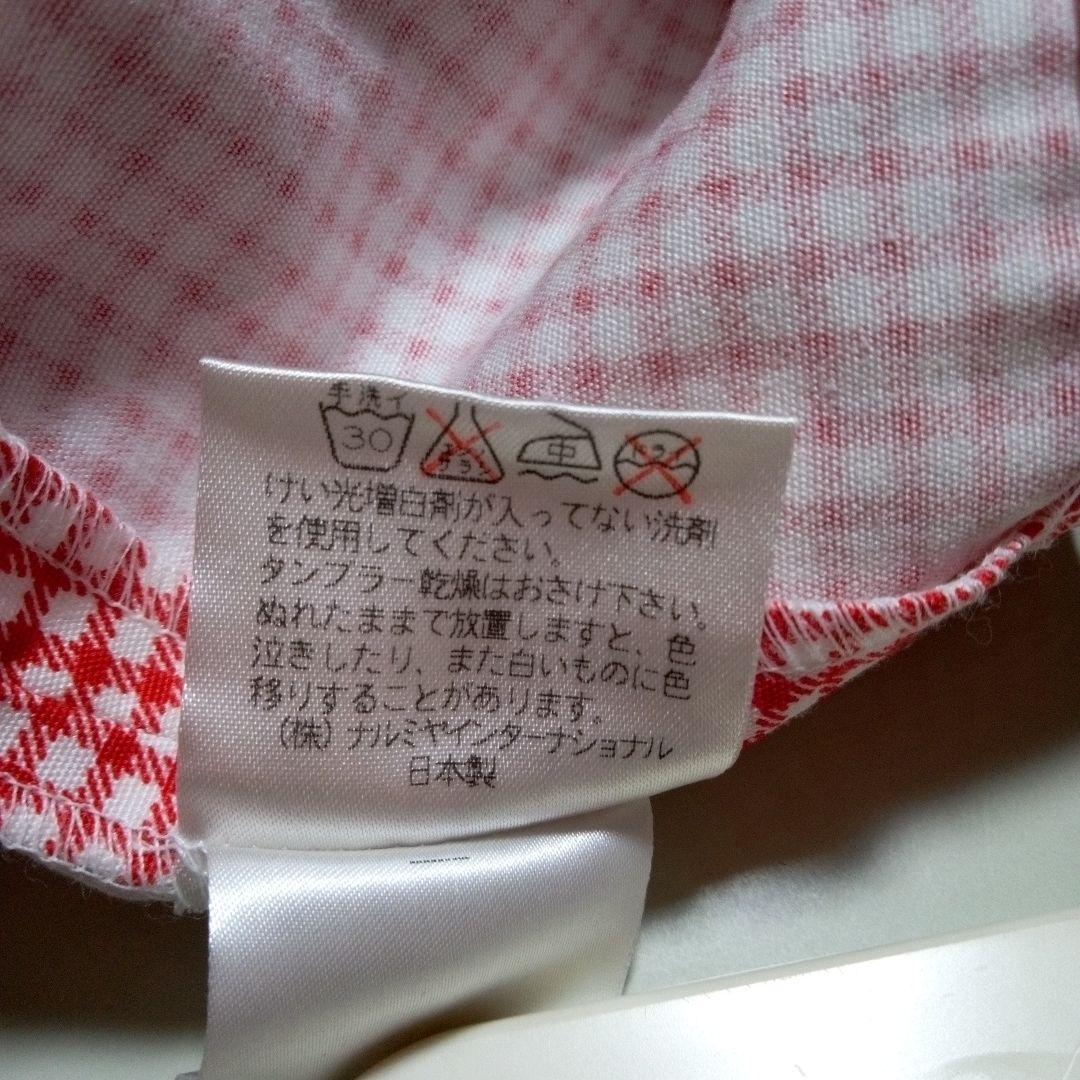 手洗イ
30
エンソ サラシ
中
ドライ
けい光増白剤が入ってない洗剤
を使用してください。
タンブラー乾燥はおさけ下さい。
ぬれたままで放置しますと、色
泣きしたり、また白いものに色
移りすることがあります。
(株)ナルミヤインターナショナル
日本製